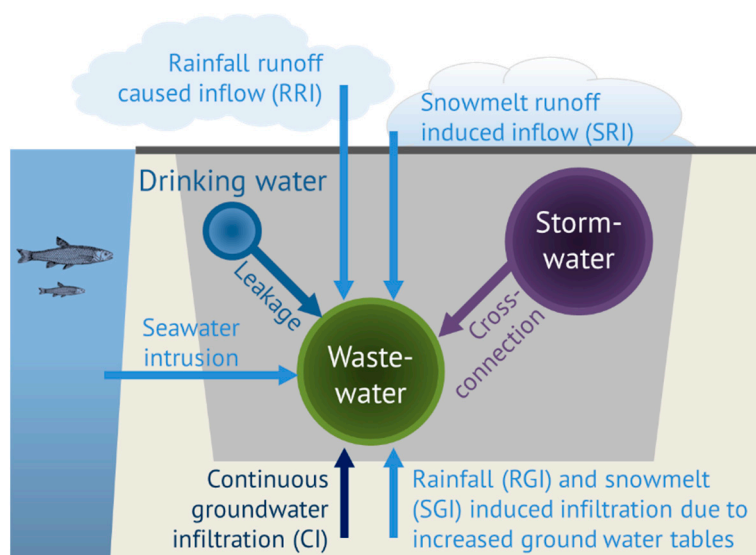 Rainfall runoff
caused inflow (RRI)
Snowmelt runoff
induced inflow (SRI)
Drinking water
Storm-
water
Leakage
Cross-
connection
Seawater
intrusion
Waste-
water
Continuous
groundwater
infiltration (CI)
Rainfall (RGI) and snowmelt
(SGI) induced infiltration due to
increased ground water tables